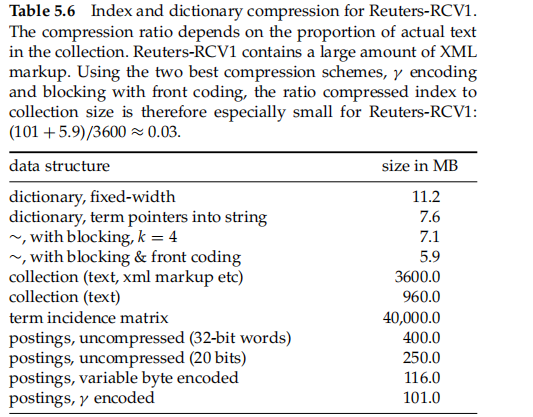 Table 5.6 Index and dictionary compression for Reuters-RCV1.
The compression ratio depends on the proportion of actual text
in the collection. Reuters-RCV1 contains a large amount of XML
markup. Using the two best compression schemes, γ encoding
and blocking with front coding, the ratio compressed index to
collection size is therefore especially small for Reuters-RCV1:
(101 + 5.9)/3600 ≈ 0.03.
data structure size in MB
dictionary, fixed-width 11.2
dictionary, term pointers into string 7.6
∼, with blocking, k = 4 7.1
∼, with blocking & front coding 5.9
collection (text, xml markup etc) 3600.0
collection (text) 960.0
term incidence matrix 40,000.0
postings, uncompressed (32-bit words) 400.0
postings, uncompressed (20 bits) 250.0
postings, variable byte encoded 116.0
postings, γ encoded 101.0